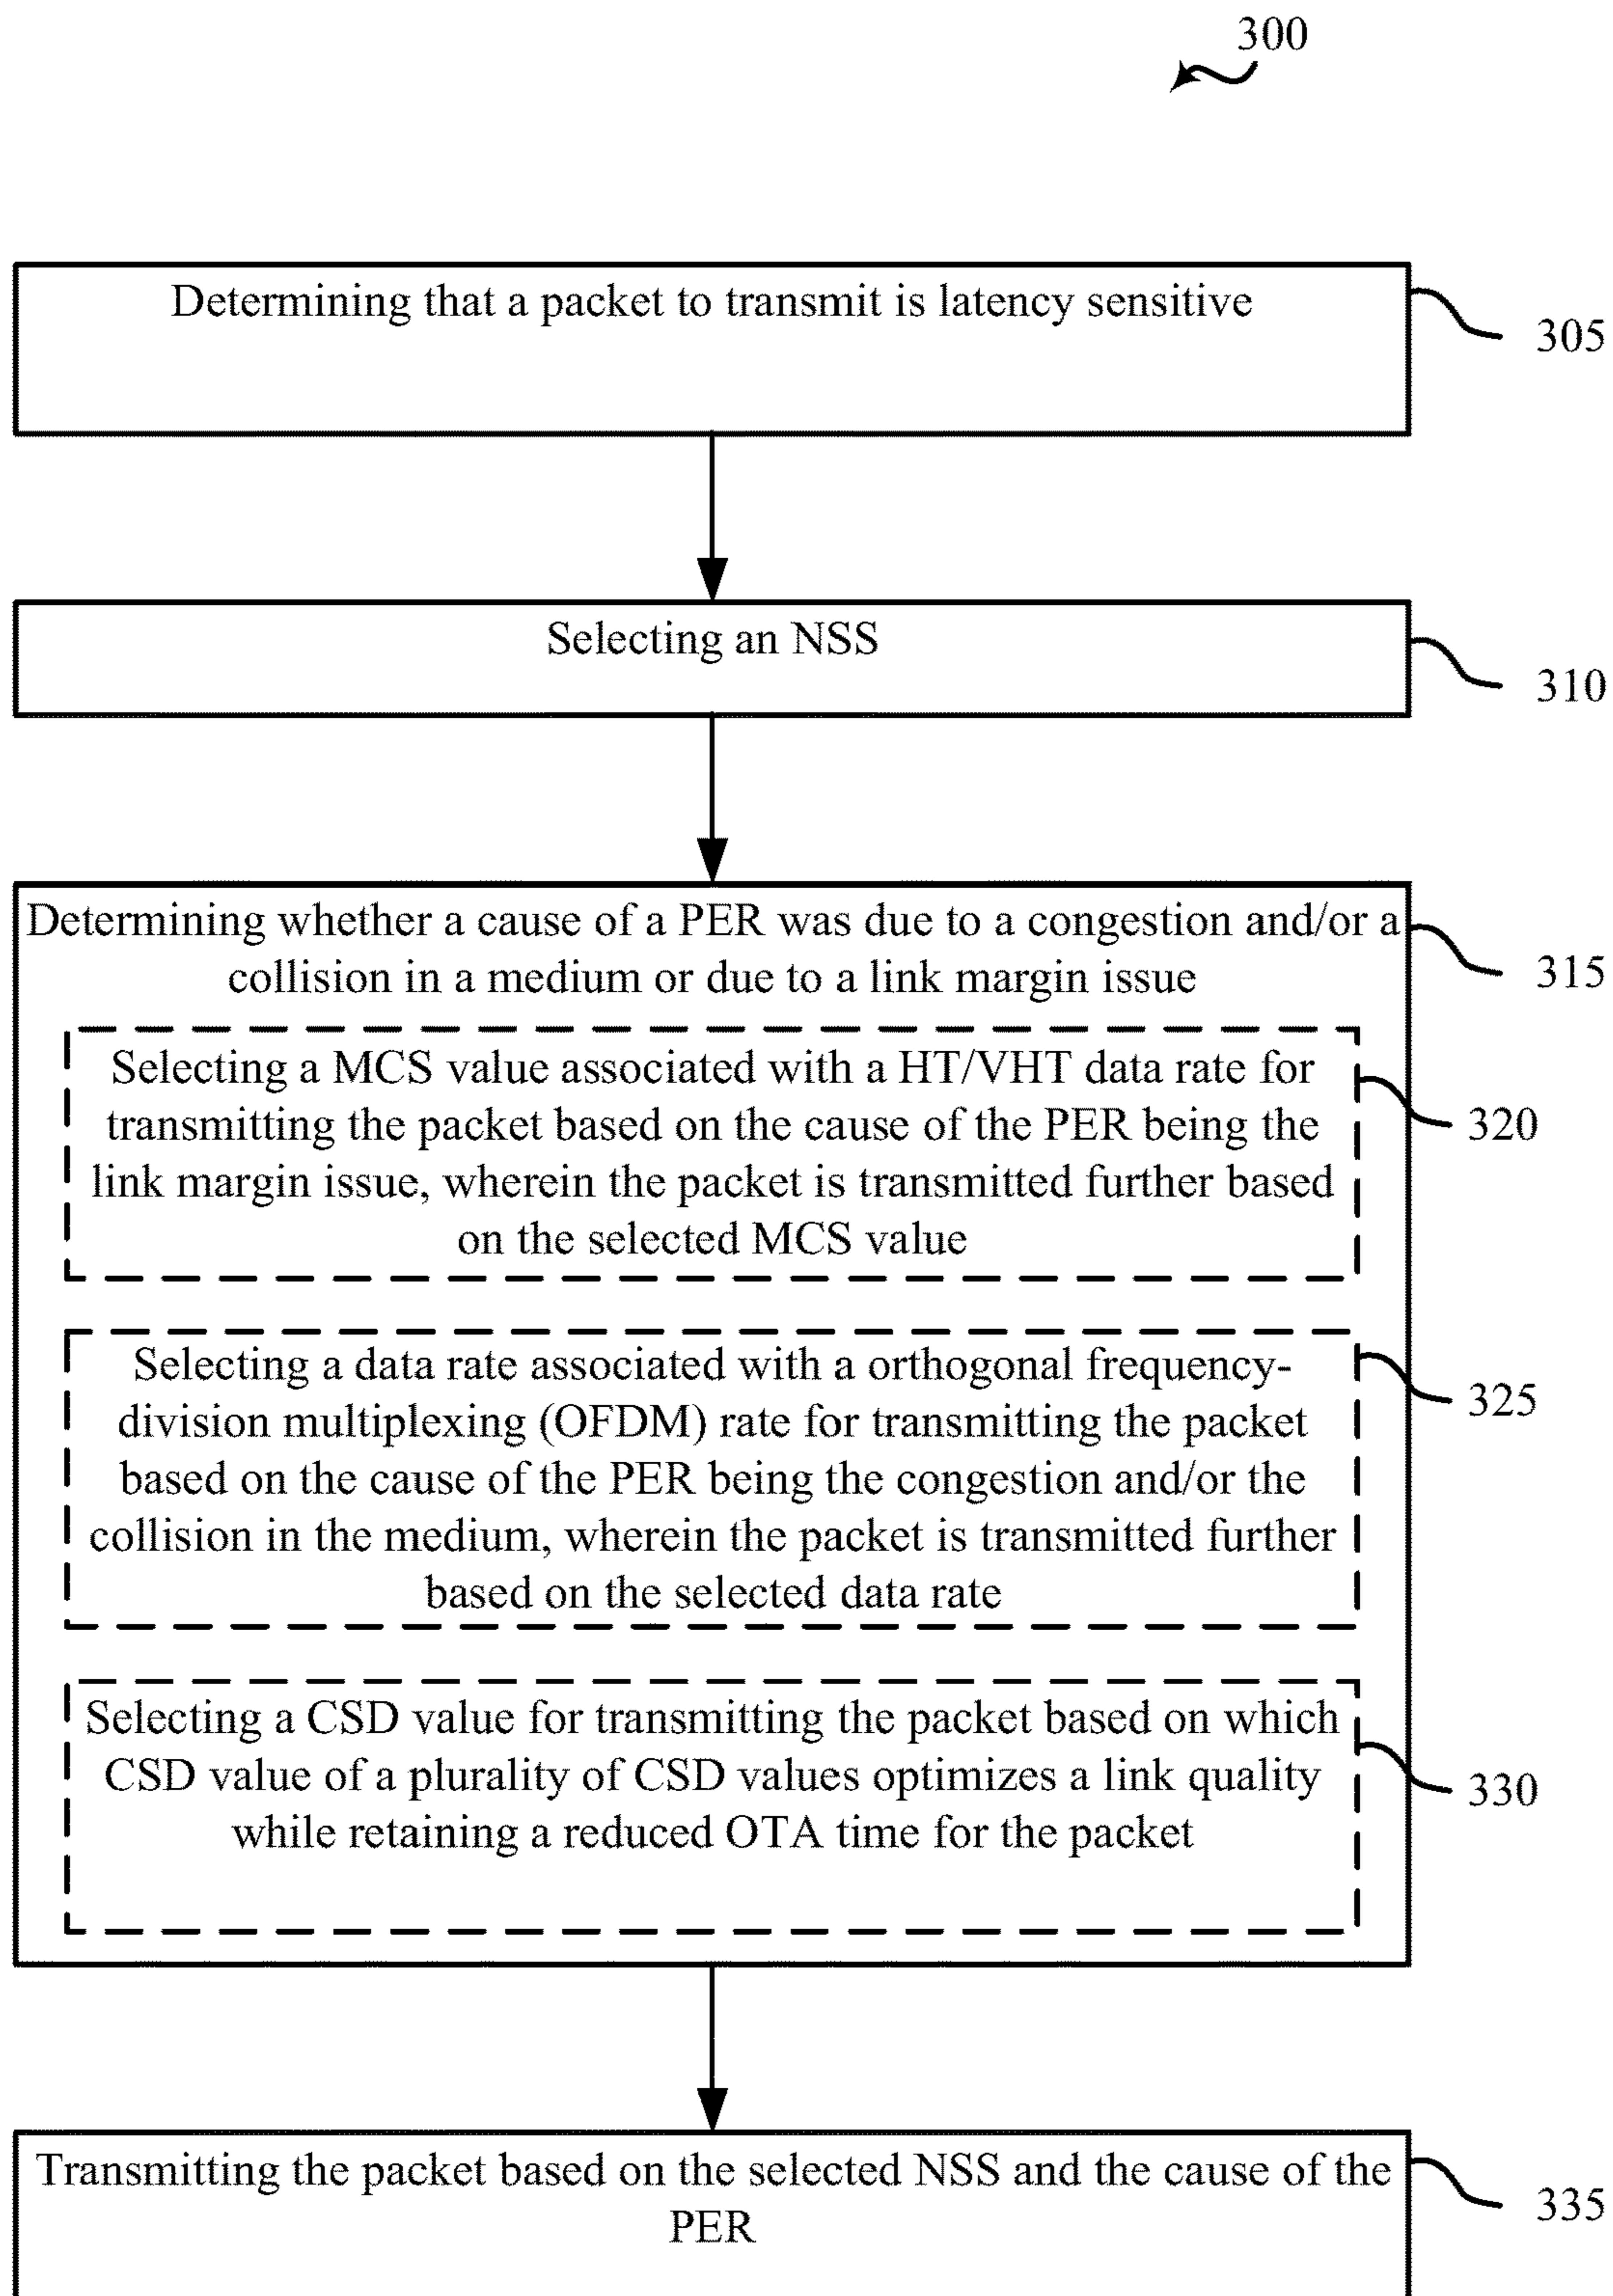 300
Determining that a packet to transmit is latency sensitive
305
Selecting an NSS
310
Determining whether a cause of a PER was due to a congestion and/or a
collision in a medium or due to a link margin issue
315
Selecting a MCS value associated with a HT/VHT data rate for
transmitting the packet based on the cause of the PER being the
link margin issue, wherein the packet is transmitted further based
on the selected MCS value
320
Selecting a data rate associated with a orthogonal frequency-
division multiplexing (OFDM) rate for transmitting the packet
based on the cause of the PER being the congestion and/or the
collision in the medium, wherein the packet is transmitted further
based on the selected data rate
325
Selecting a CSD value for transmitting the packet based on which
CSD value of a plurality of CSD values optimizes a link quality
while retaining a reduced OTA time for the packet
330
Transmitting the packet based on the selected NSS and the cause of the
PER
335